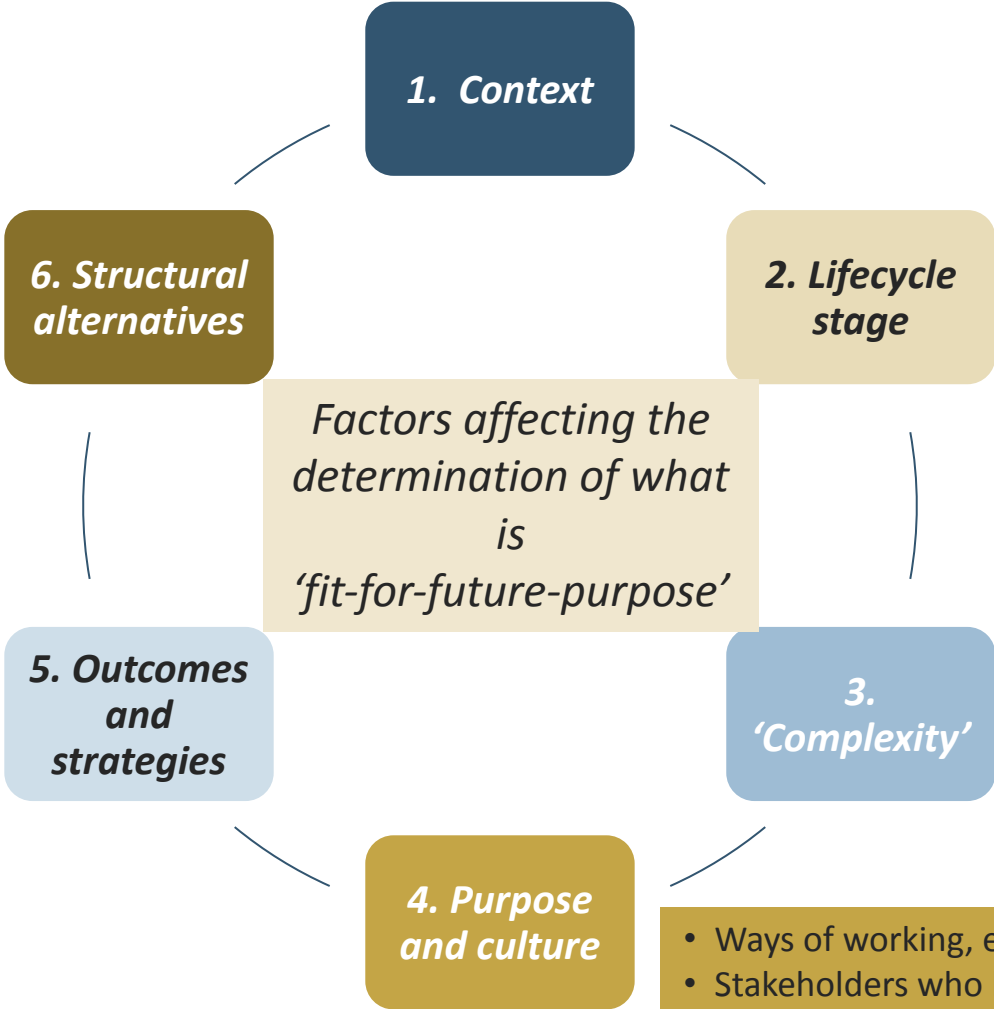 1. Context
2. Lifecycle
stage
3.
‘Complexity’
4. Purpose
and culture
5. Outcomes
and
strategies
6. Structural
alternatives
Factors affecting the
determination of what
is
‘fit-for-future-purpose’
• Ways of working, e
• Stakeholders who